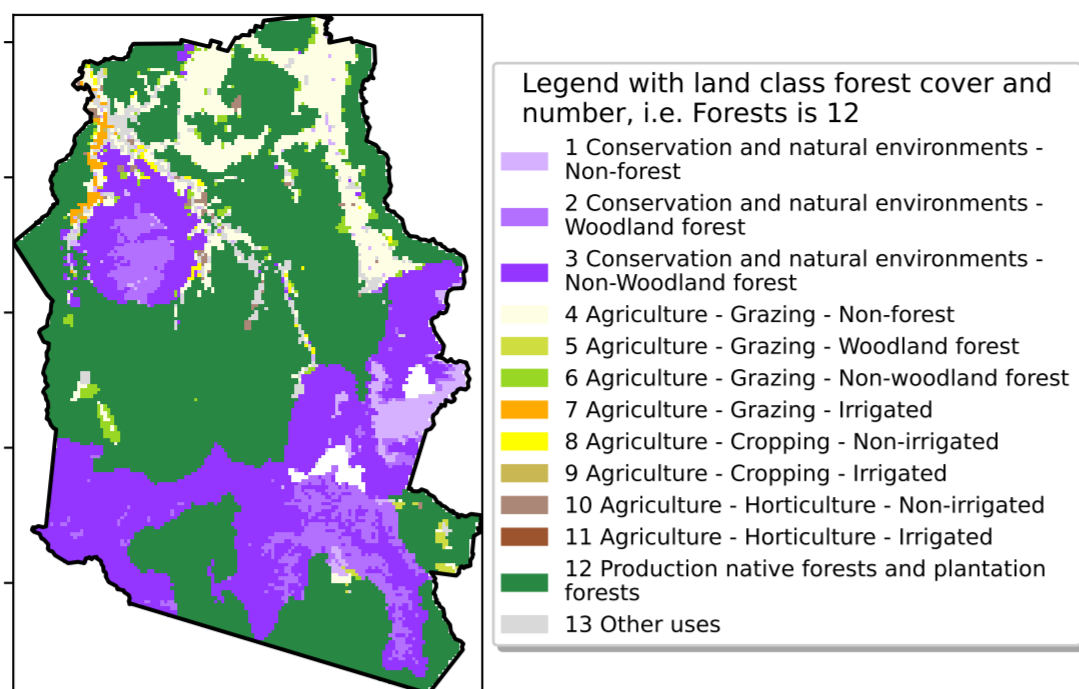 Legend with land class forest cover and
number, i.e. Forests is 12
1 Conservation and natural environments -
Non-forest
2 Conservation and natural environments -
Woodland forest
3 Conservation and natural environments -
Non-Woodland forest
4 Agriculture - Grazing - Non-forest
5 Agriculture - Grazing - Woodland forest
6 Agriculture - Grazing - Non-woodland forest
7 Agriculture - Grazing - Irrigated
8 Agriculture - Cropping - Non-irrigated
9 Agriculture - Cropping - Irrigated
10 Agriculture - Horticulture - Non-irrigated
11 Agriculture - Horticulture - Irrigated
12 Production native forests and plantation
forests
13 Other uses